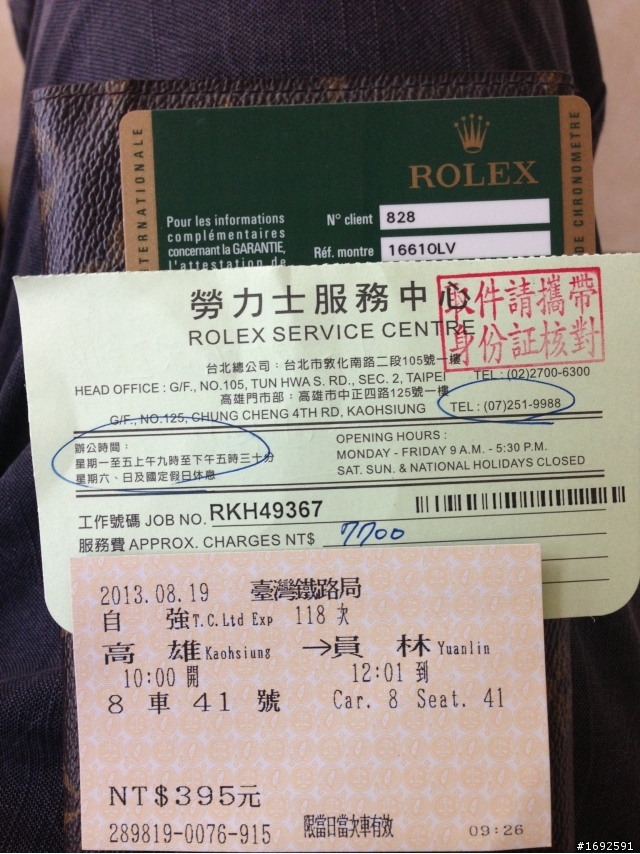 INTERNATIONALE
ROLEX
DE CHRONOMETRE
Pour les informations
complémentaires
concernant la GARANTIE,
l'attestation de
N° client 828
Réf. montre 16610LV
勞力士服務中心
ROLEX SERVICE CENTRE
取件請攜帶
身份証核對
台北總公司：台北市敦化南路二段105號一樓
HEAD OFFICE : G/F., NO.105, TUN HWA S. RD., SEC. 2, TAIPEI TEL : (02)2700-6300
高雄門市部：高雄市中正四路125號一樓
G/F., NO.125, CHUNG CHENG 4TH RD, KAOHSIUNG TEL : (07)251-9988
辦公時間：
星期一至五上午九時至下午五時三十分
星期六、日及國定假日休息
OPENING HOURS :
MONDAY - FRIDAY 9 A.M. - 5:30 P.M.
SAT. SUN. & NATIONAL HOLIDAYS CLOSED
工作號碼 JOB NO. RKH49367
服務費 APPROX. CHARGES NT$ 7700
2013.08.19 臺灣鐵路局
自 強 T.C.Ltd Exp 118 次
高 雄 Kaohsiung →員 林 Yuanlin
10:00 開 12:01 到
8 車 41 號 Car. 8 Seat. 41
NT$395元
289819-0076-915 限當日當次車有效 09:26
#1692591